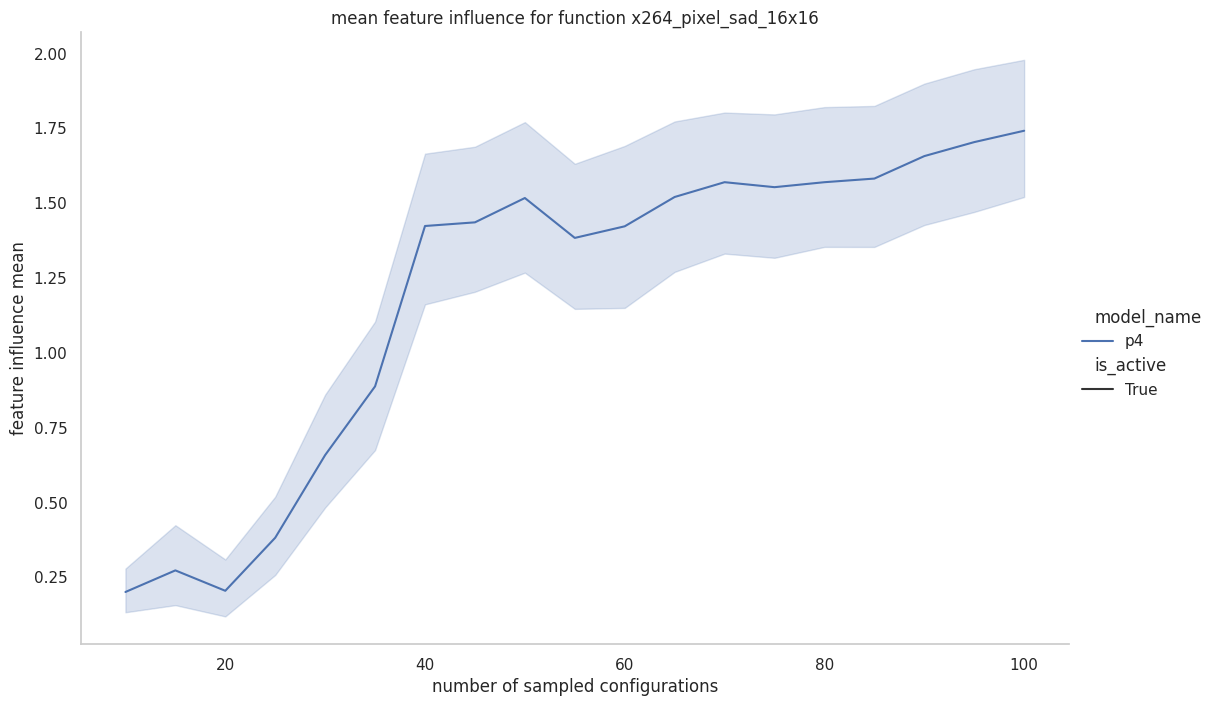 mean feature influence for function x264_pixel_sad_16x16
2.00
1.75
1.50
1.25
1.00
0.75
0.50
0.25
feature influence mean
20 40 60 80 100
number of sampled configurations
model_name
p4
is_active
True